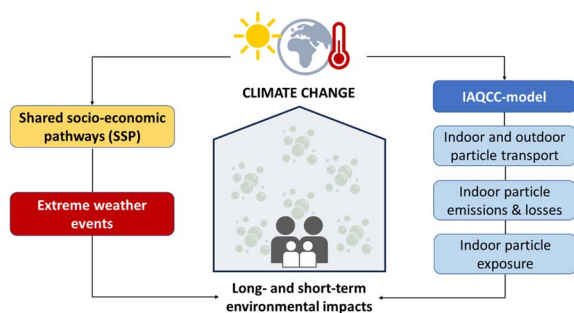 CLIMATE CHANGE
Shared socio-economic
pathways (SSP)
Extreme weather
events
IAQCC-model
Indoor and outdoor
particle transport
Indoor particle
emissions & losses
Indoor particle
exposure
Long- and short-term
environmental impacts